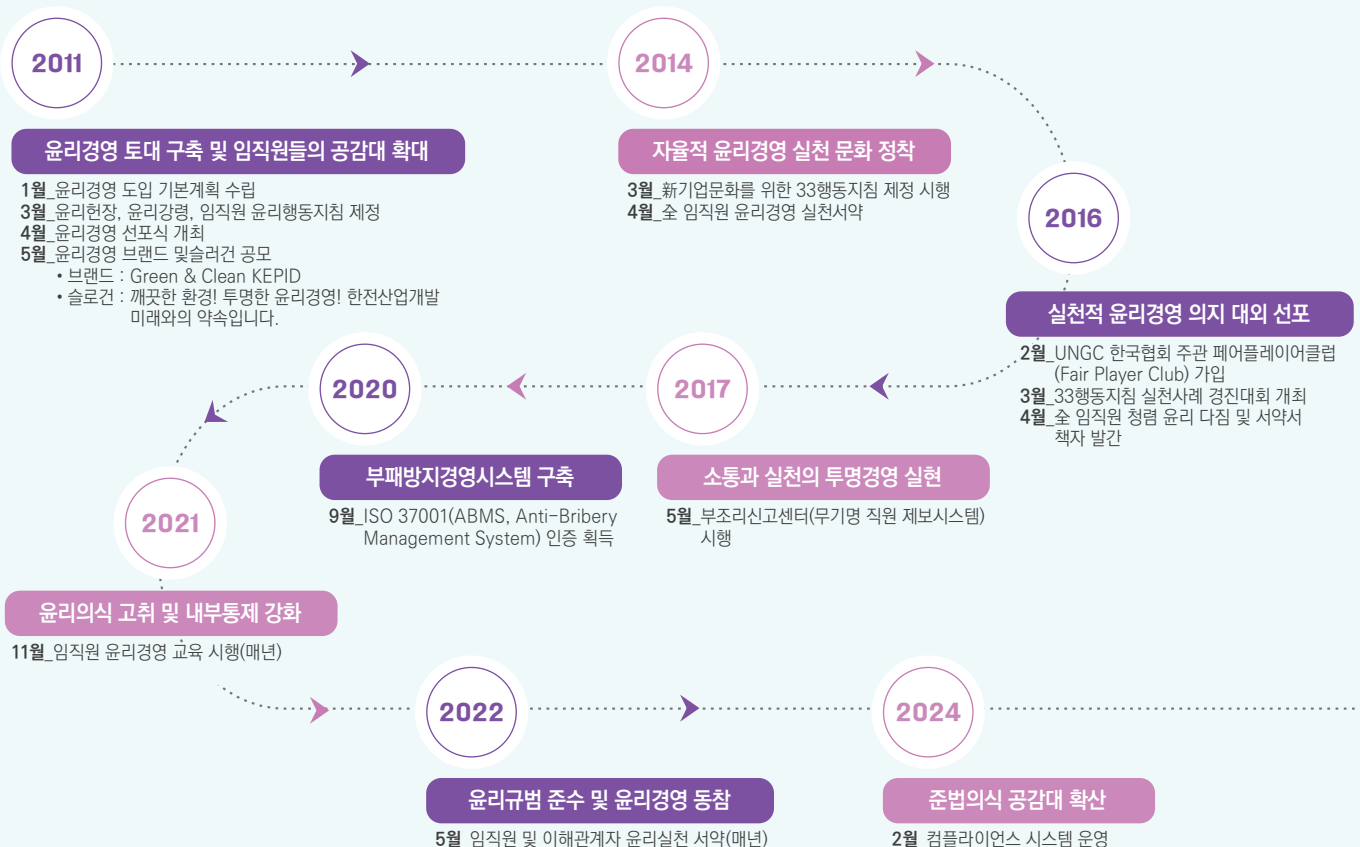 2011
윤리경영 토대 구축 및 임직원들의 공감대 확대
1월_윤리경영 도입 기본계획 수립
3월_윤리헌장, 윤리강령, 임직원 윤리행동지침 제정
4월_윤리경영 선포식 개최
5월_윤리경영 브랜드 및슬러건 공모
• 브랜드 : Green & Clean KEPID
• 슬로건 : 깨끗한 환경! 투명한 윤리경영! 한전산업개발
미래와의 약속입니다.
2014
자율적 윤리경영 실천 문화 정착
3월_新기업문화를 위한 33행동지침 제정 시행
4월_全 임직원 윤리경영 실천서약
2016
실천적 윤리경영 의지 대외 선포
2월_UNGC 한국협회 주관 페어플레이어클럽
(Fair Player Club) 가입
3월_33행동지침 실천사례 경진대회 개최
4월_全 임직원 청렴 윤리 다짐 및 서약서
책자 발간
2017
소통과 실천의 투명경영 실현
5월_부조리신고센터(무기명 직원 제보시스템)
시행
2020
부패방지경영시스템 구축
9월_ISO 37001(ABMS, Anti-Bribery
Management System) 인증 획득
2021
윤리의식 고취 및 내부통제 강화
11월_임직원 윤리경영 교육 시행(매년)
2022
윤리규범 준수 및 윤리경영 동참
5월_임직원 및 이해관계자 윤리실천 서약(매년)
2024
준법의식 공감대 확산
2월_컴플라이언스 시스템 운영